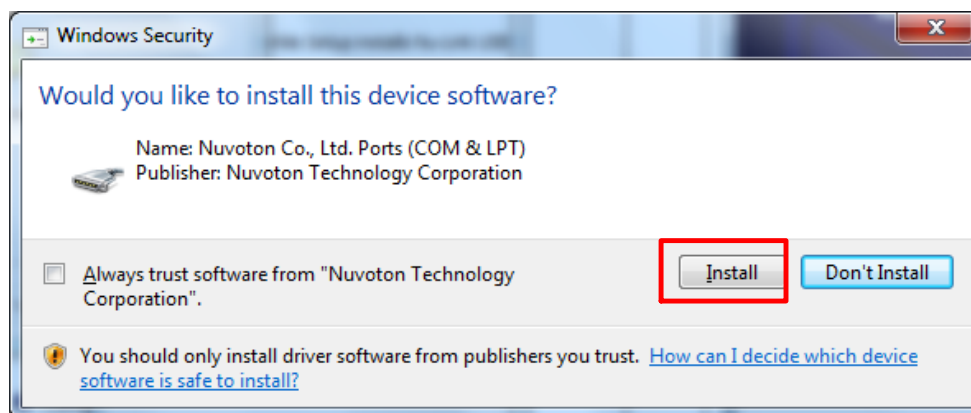 Windows Security
Would you like to install this device software?
Name: Nuvoton Co., Ltd. Ports (COM & LPT)
Publisher: Nuvoton Technology Corporation
Always trust software from "Nuvoton Technology
Corporation".
Install
Don't Install
You should only install driver software from publishers you trust. How can I decide which device
software is safe to install?